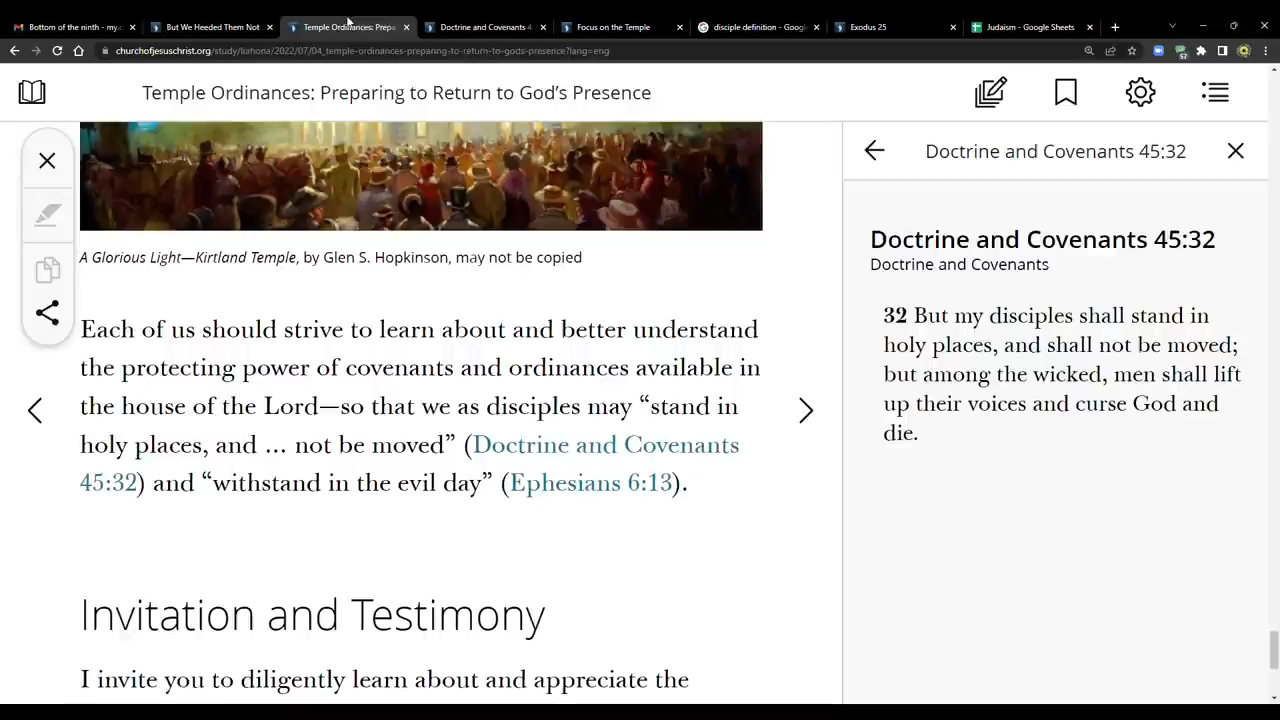 Bottom of the ninth - my.c
But We Heeded Them Not
Temple Ordinances: Prepa
Doctrine and Covenants 4
Focus on the Temple
disciple definition - Google
Exodus 25
Judaism - Google Sheets
churchofjesuschrist.org/study/liahona/2022/07/04_temple-ordinances-preparing-to-return-to-gods-presence?lang=eng
57
Temple Ordinances: Preparing to Return to God’s Presence
A Glorious Light—Kirtland Temple, by Glen S. Hopkinson, may not be copied
Each of us should strive to learn about and better understand
the protecting power of covenants and ordinances available in
the house of the Lord—so that we as disciples may “stand in
holy places, and … not be moved” (Doctrine and Covenants
45:32) and “withstand in the evil day” (Ephesians 6:13).
Invitation and Testimony
I invite you to diligently learn about and appreciate the
Doctrine and Covenants 45:32
Doctrine and Covenants 45:32
Doctrine and Covenants
32 But my disciples shall stand in
holy places, and shall not be moved;
but among the wicked, men shall lift
up their voices and curse God and
die.